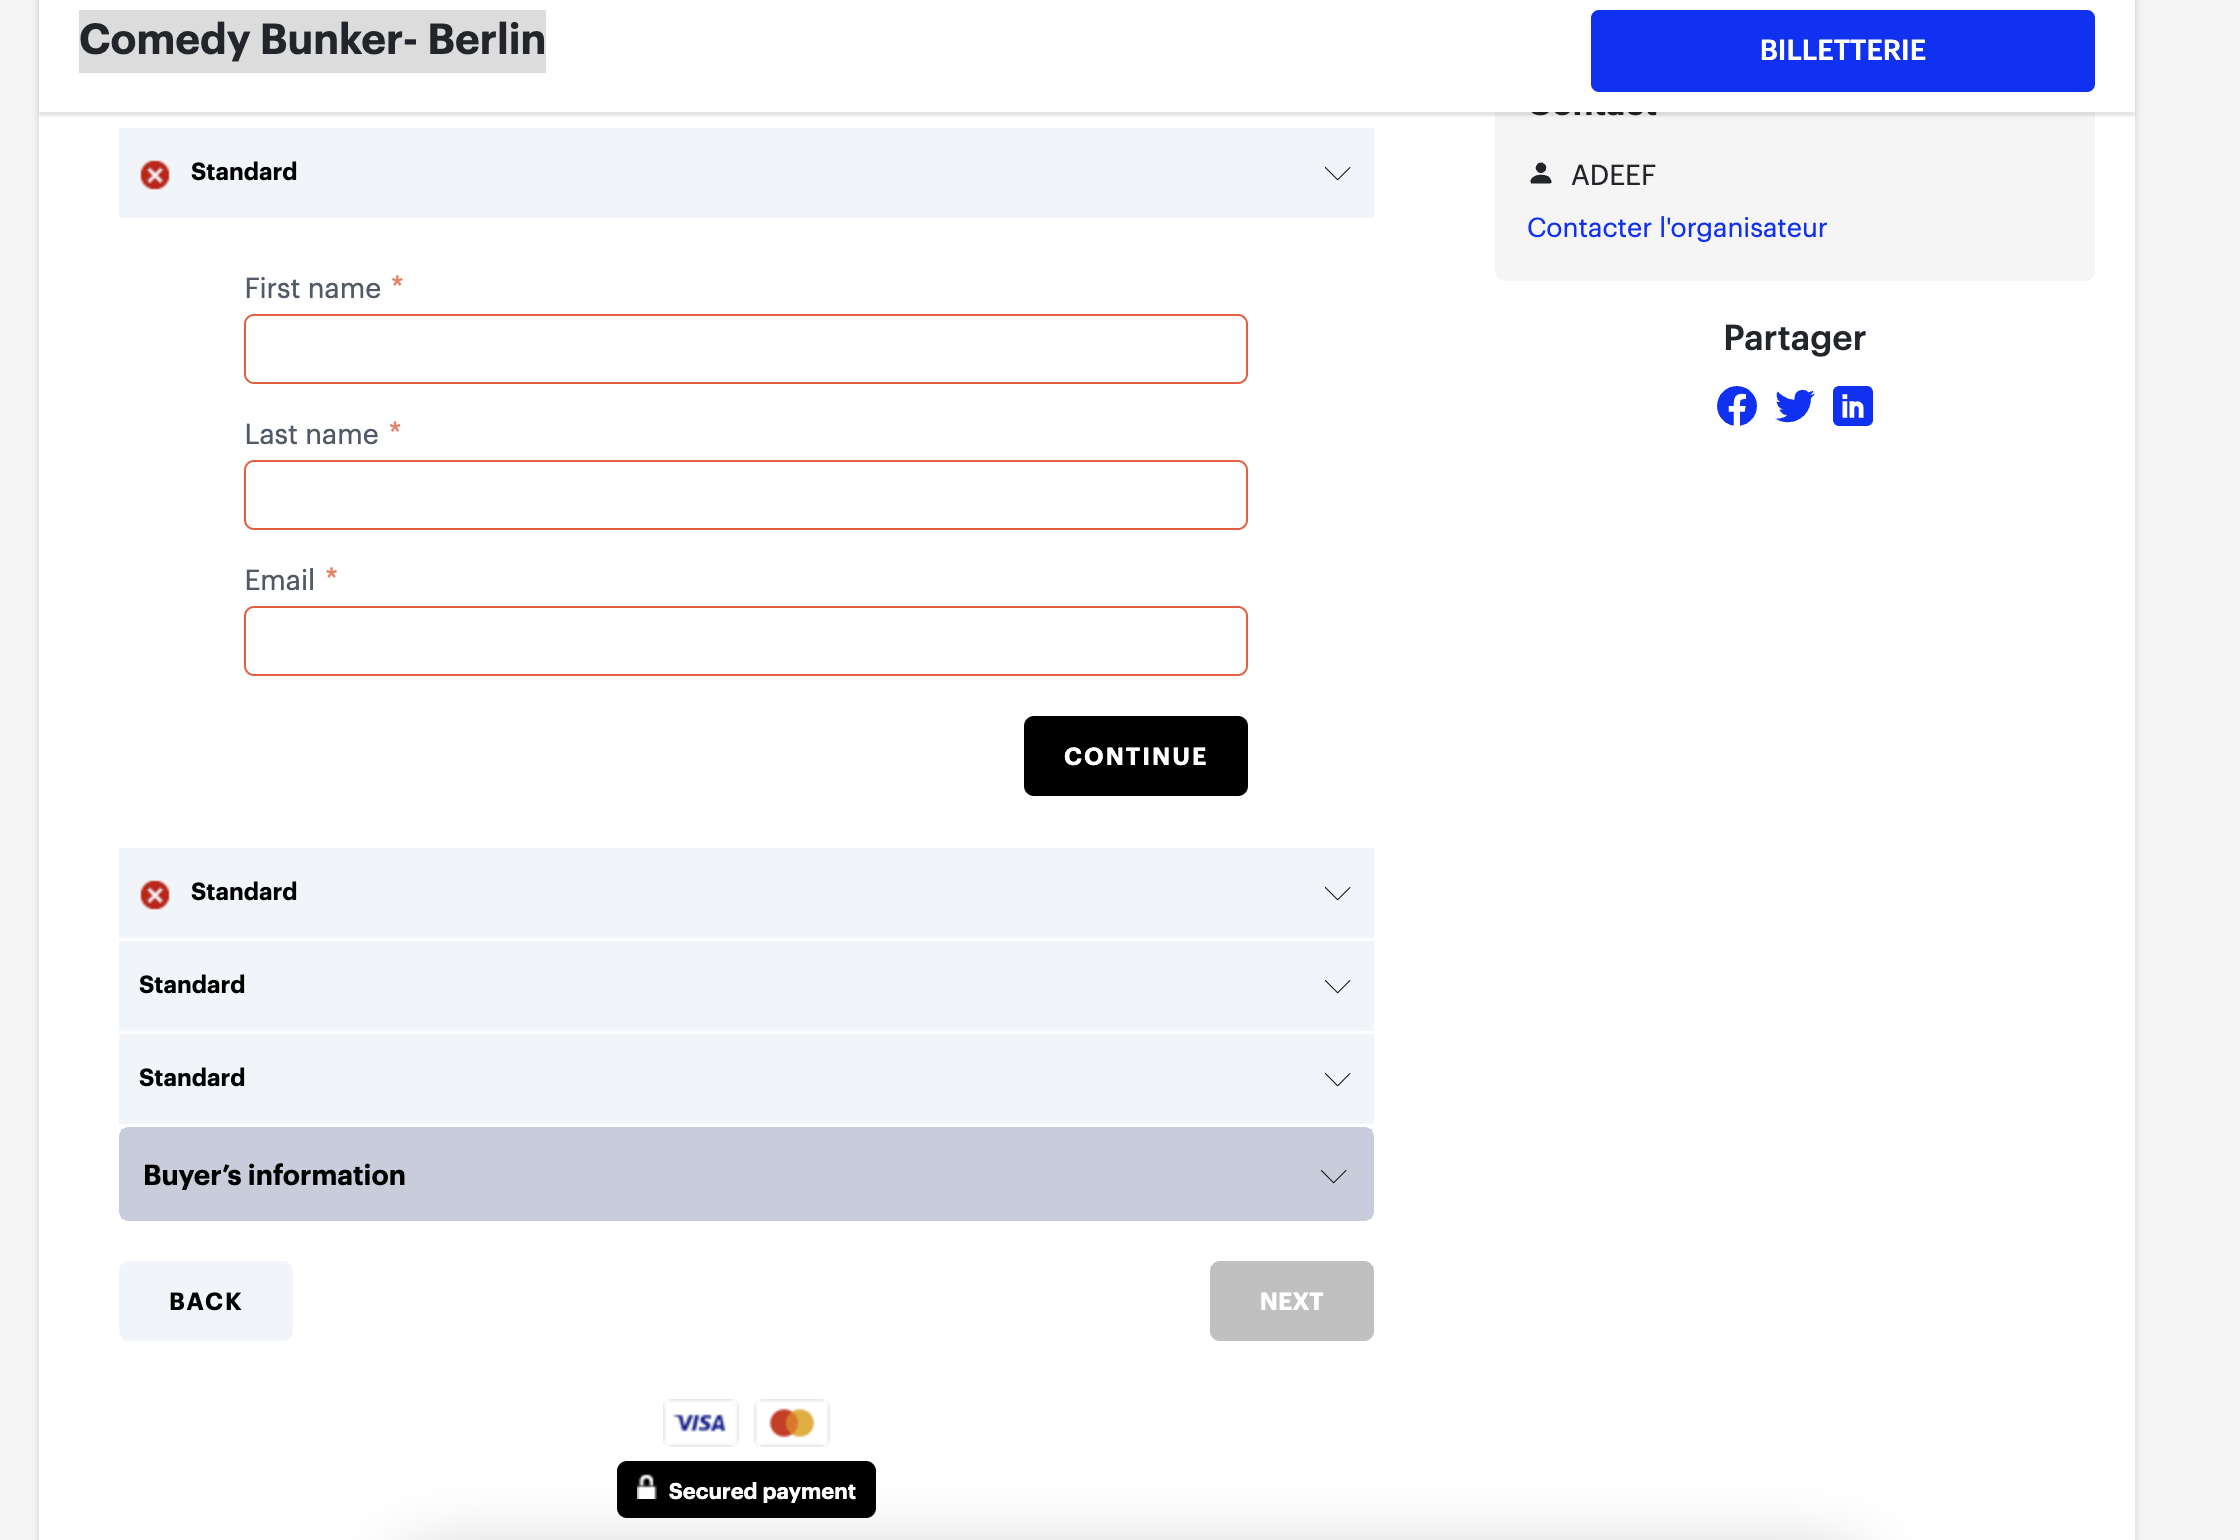 Comedy Bunker- Berlin
BILLETTERIE
Contact
Standard
ADEEF
Contacter l'organisateur
First name *
Partager
Last name *
Email *
CONTINUE
Standard
Standard
Standard
Buyer’s information
BACK
NEXT
VISA
Secured payment